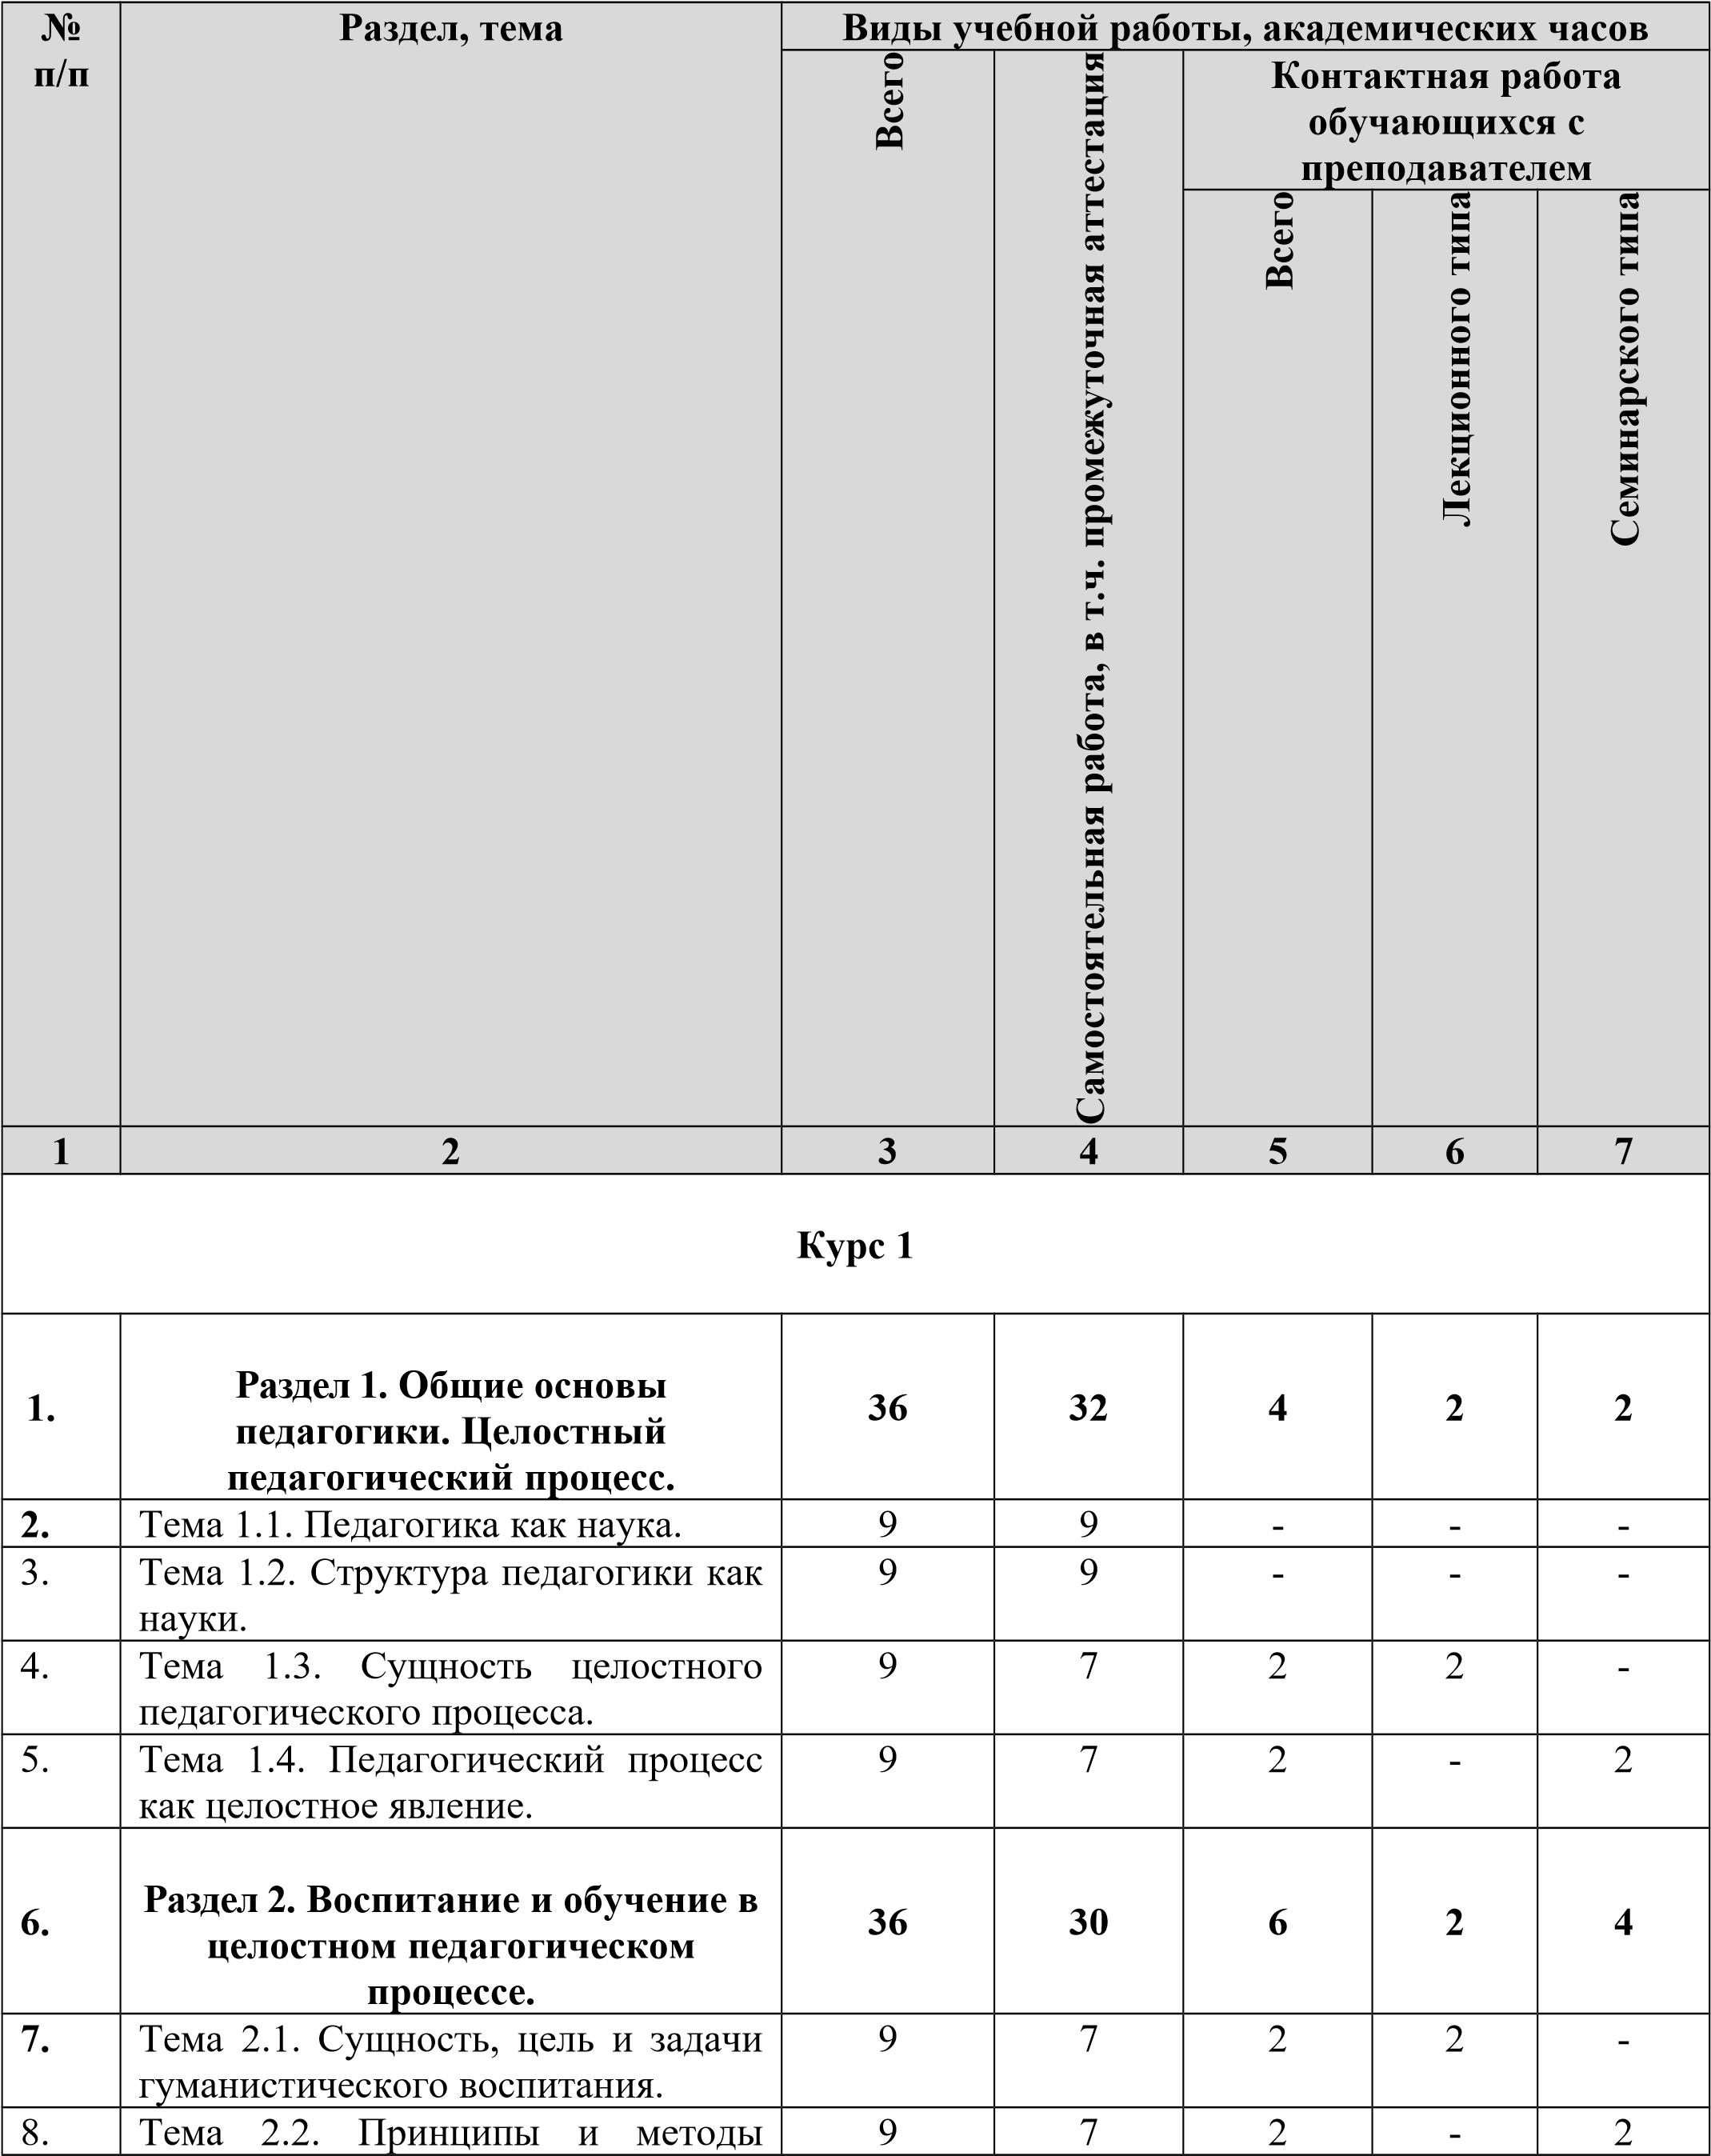 №
п/п
Раздел, тема
Виды учебной работы, академических часов
Всего
Самостоятельная работа, в т.ч. промежуточная аттестация
Контактная работа
обучающихся с
преподавателем
Всего
Лекционного типа
Семинарского типа
1 2 3 4 5 6 7
Курс 1
1. Раздел 1. Общие основы 36 32 4 2 2
педагогики. Целостный
педагогический процесс.
2. Тема 1.1. Педагогика как наука. 9 9 - - -
3. Тема 1.2. Структура педагогики как 9 9 - - -
науки.
4. Тема 1.3. Сущность целостного 9 7 2 2 -
педагогического процесса.
5. Тема 1.4. Педагогический процесс 9 7 2 - 2
как целостное явление.
6. Раздел 2. Воспитание и обучение в 36 30 6 2 4
целостном педагогическом
процессе.
7. Тема 2.1. Сущность, цель и задачи 9 7 2 2 -
гуманистического воспитания.
8. Тема 2.2. Принципы и методы 9 7 2 - 2